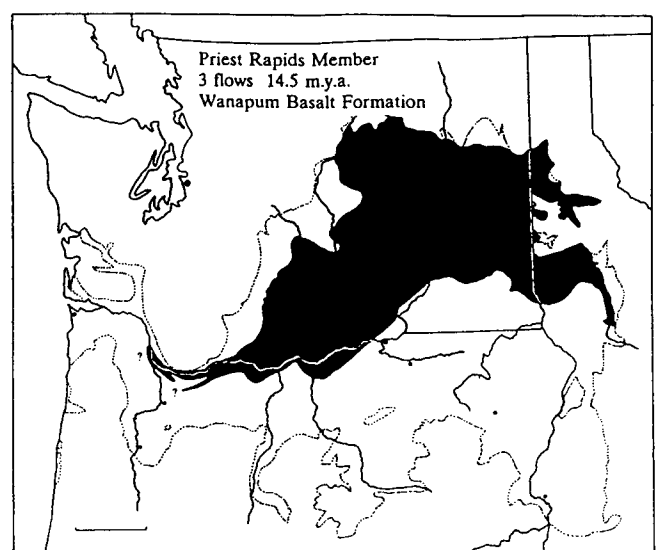 Priest Rapids Member
3 flows 14.5 m.y.a.
Wanapum Basalt Formation
?
?